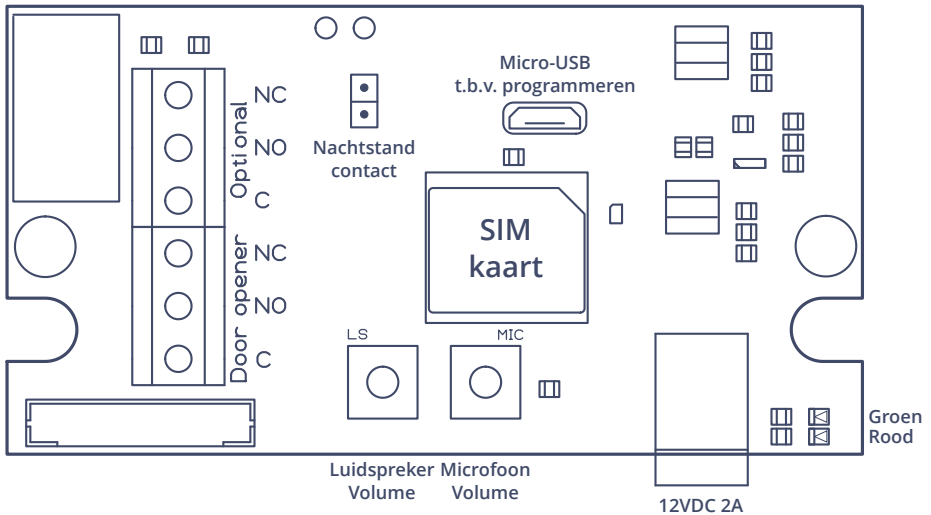 Micro-USB
t.b.v. programmeren
NC
NO
C
Optional
Nachtstand
contact
SIM
kaart
NC
NO
C
Door opener
LS
MIC
Luidspreker
Volume
Microfoon
Volume
12VDC 2A
Groen
Rood